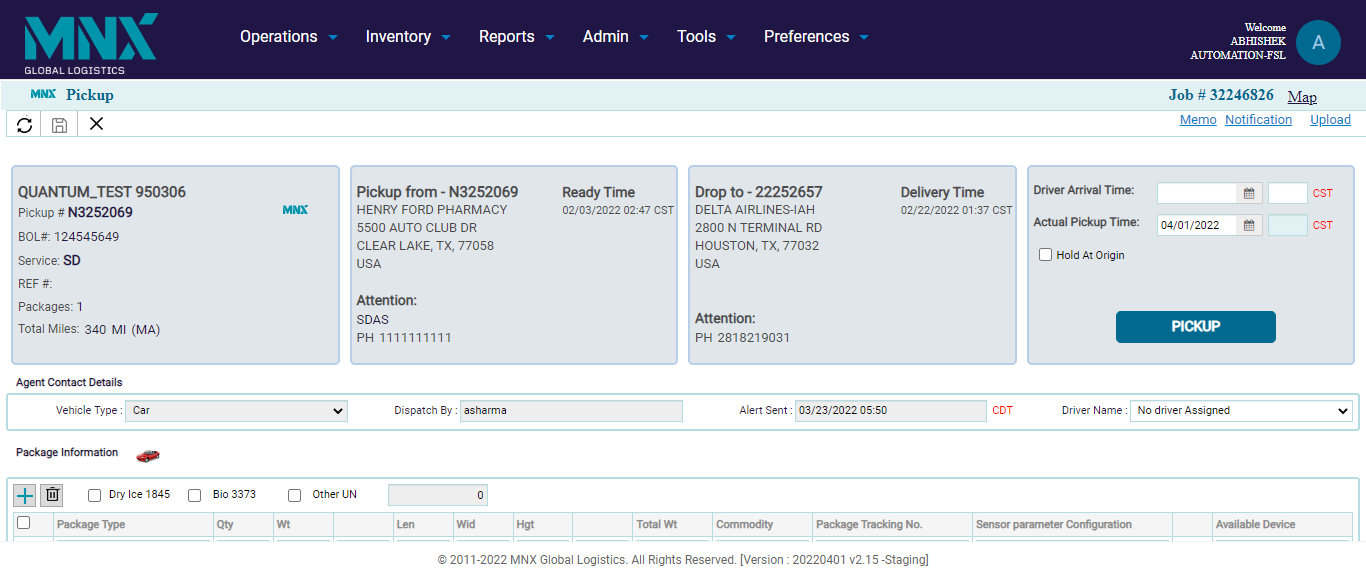 MNX
GLOBAL LOGISTICS
Operations Inventory Reports Admin Tools Preferences
Welcome
ABHISHEK
AUTOMATION-FSL
A
MNX Pickup
Job # 32246826 Map
Memo Notification Upload
QUANTUM_TEST 950306
Pickup # N3252069
MNX
BOL#: 124545649
Service: SD
REF #:
Packages: 1
Total Miles: 340 MI (MA)
Pickup from - N3252069
HENRY FORD PHARMACY
5500 AUTO CLUB DR
CLEAR LAKE, TX, 77058
USA
Attention:
SDAS
PH 1111111111
Ready Time
02/03/2022 02:47 CST
Drop to - 22252657
DELTA AIRLINES-IAH
2800 N TERMINAL RD
HOUSTON, TX, 77032
USA
Attention:
PH 2818219031
Delivery Time
02/22/2022 01:37 CST
Driver Arrival Time: CST
Actual Pickup Time: 04/01/2022 CST
Hold At Origin
PICKUP
Agent Contact Details
Vehicle Type : Car Dispatch By : asharma Alert Sent : 03/23/2022 05:50 CDT Driver Name : No driver Assigned
Package Information
Dry Ice 1845 Bio 3373 Other UN 0
Package Type Qty Wt Len Wid Hgt Total Wt Commodity Package Tracking No. Sensor parameter Configuration Available Device
© 2011-2022 MNX Global Logistics. All Rights Reserved. [Version : 20220401 v2.15 -Staging]